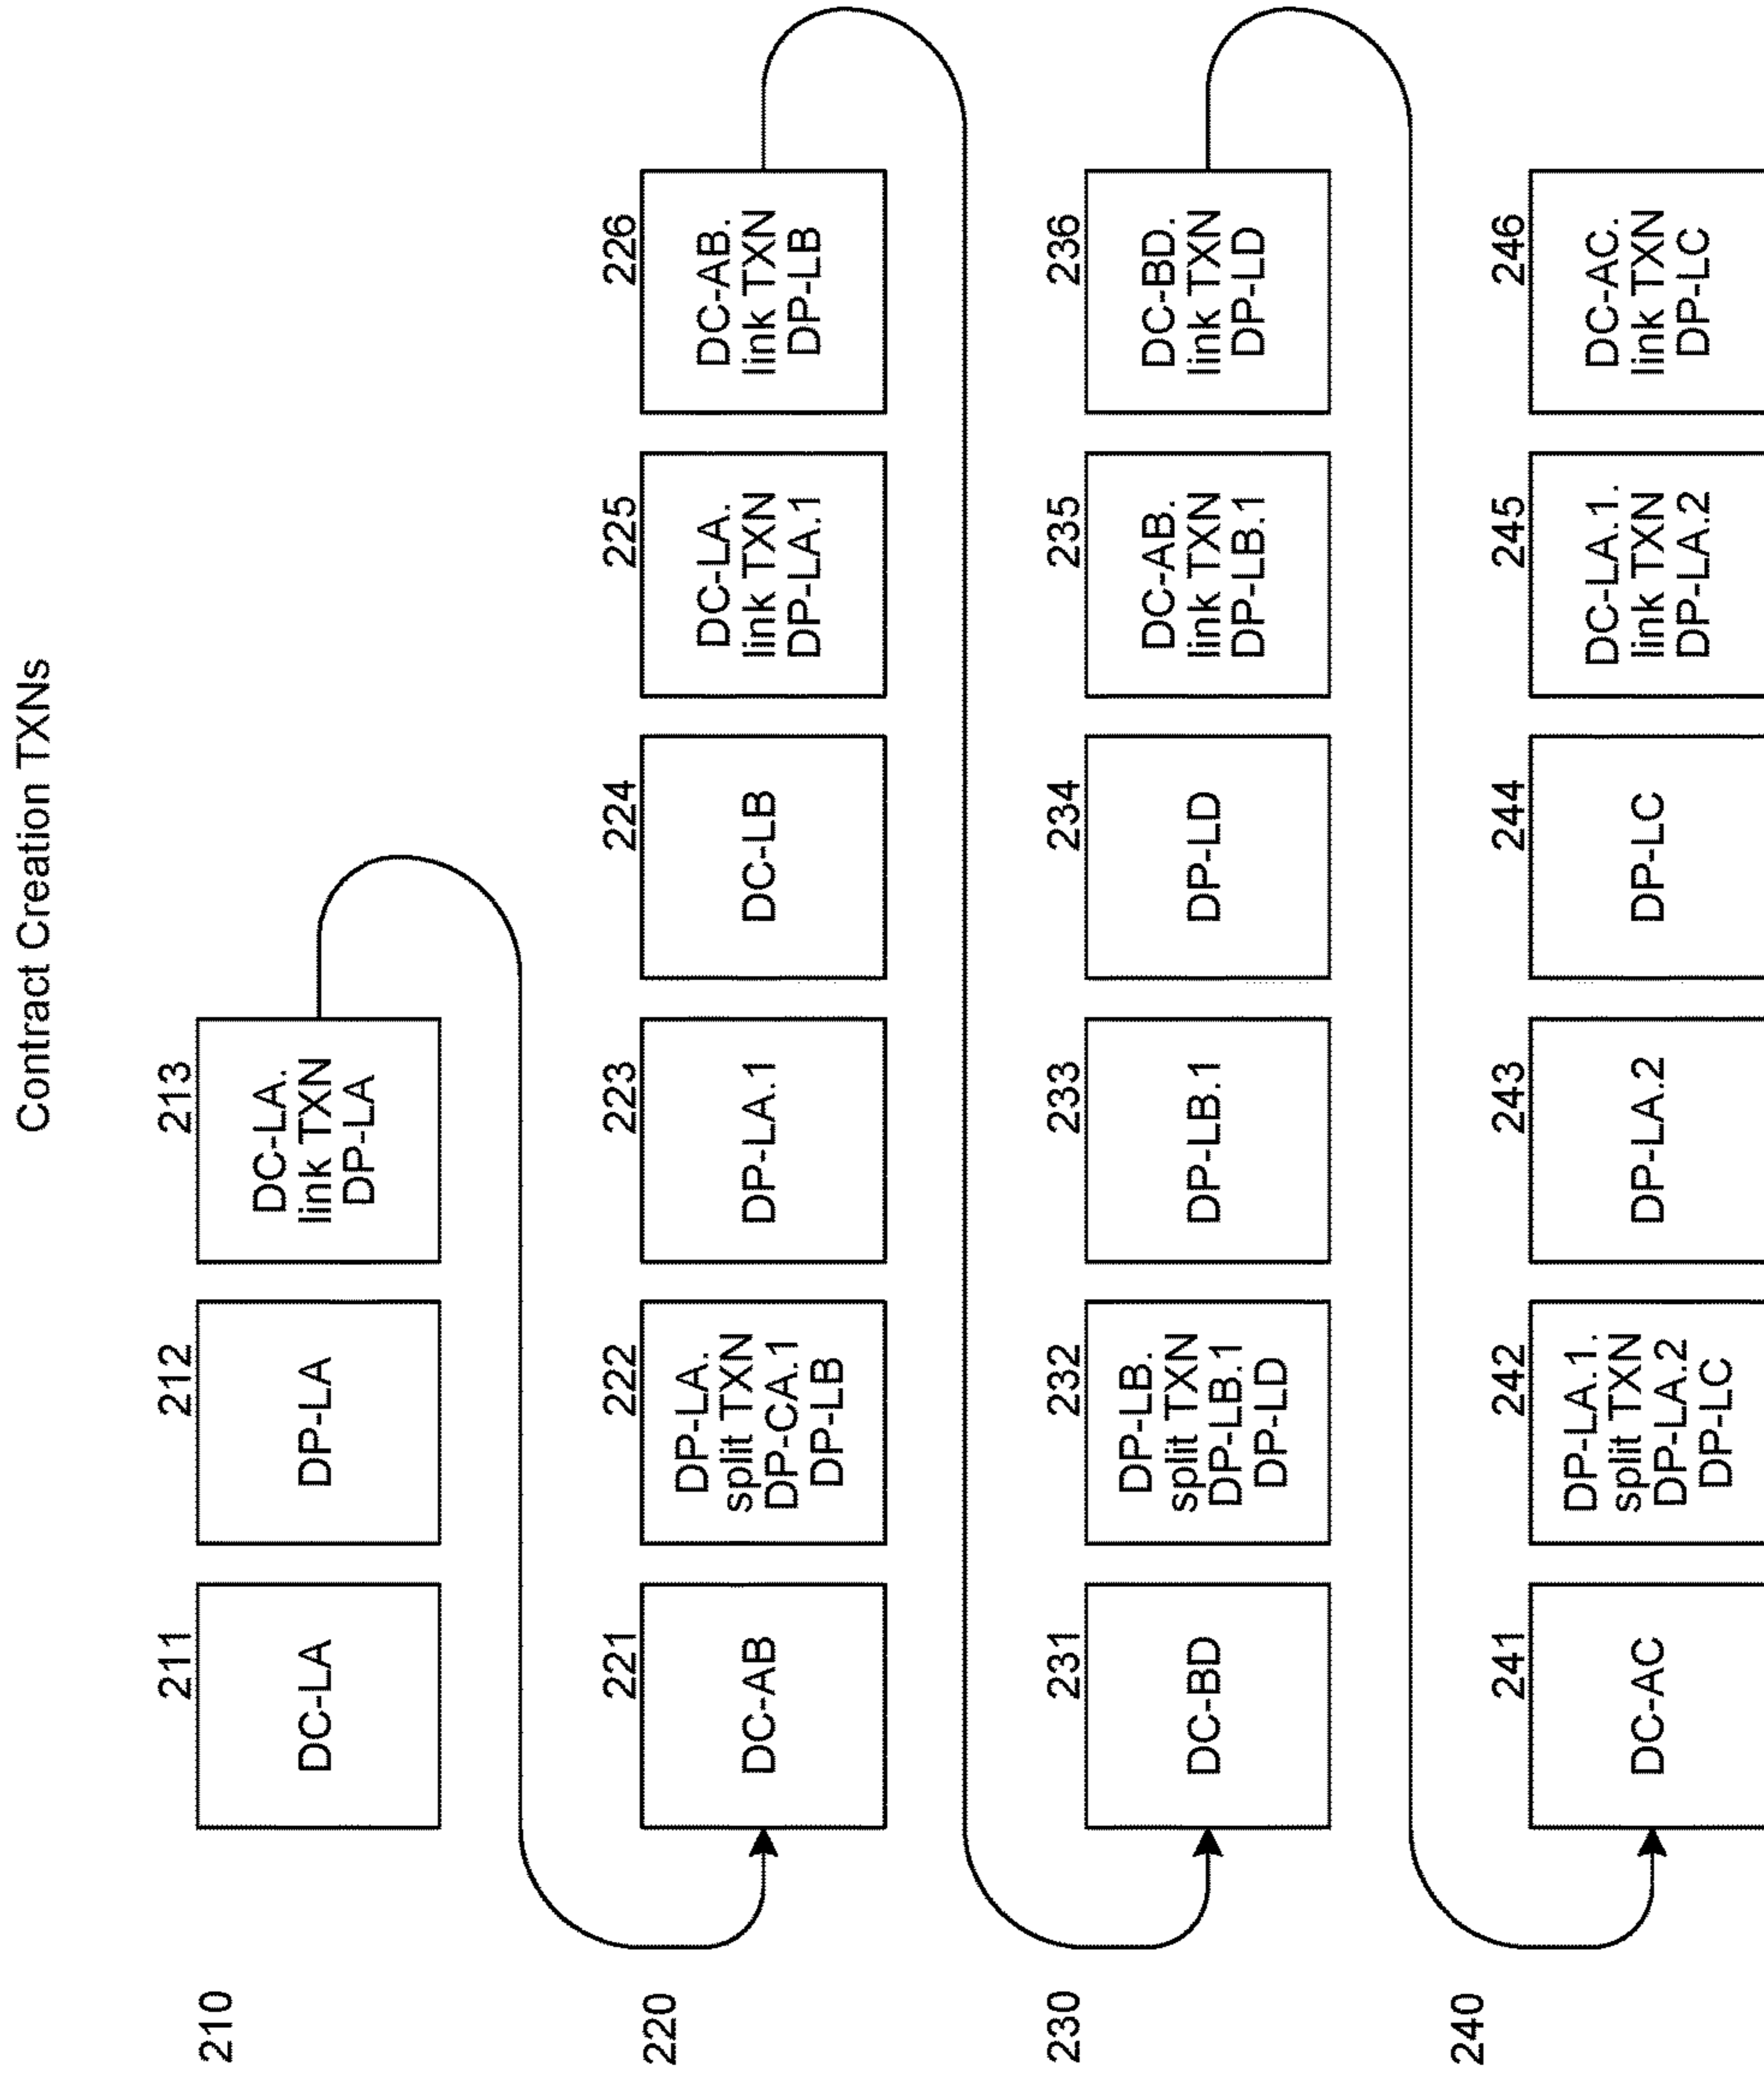 Contract Creation TXNs
210
211
DC-LA
212
DP-LA
213
DC-LA.
link TXN
DP-LA
220
221
DC-AB
222
DP-LA.
split TXN
DP-CA.1
DP-LB
223
DP-LA.1
224
DC-LB
225
DC-LA.
link TXN
DP-LA.1
226
DC-AB.
link TXN
DP-LB
230
231
DC-BD
232
DP-LB.
split TXN
DP-LB.1
DP-LD
233
DP-LB.1
234
DP-LD
235
DC-AB.
link TXN
DP-LB.1
236
DC-BD.
link TXN
DP-LD
240
241
DC-AC
242
DP-LA.1.
split TXN
DP-LA.2
DP-LC
243
DP-LA.2
244
DP-LC
245
DC-LA.1.
link TXN
DP-LA.2
246
DC-AC.
link TXN
DP-LC